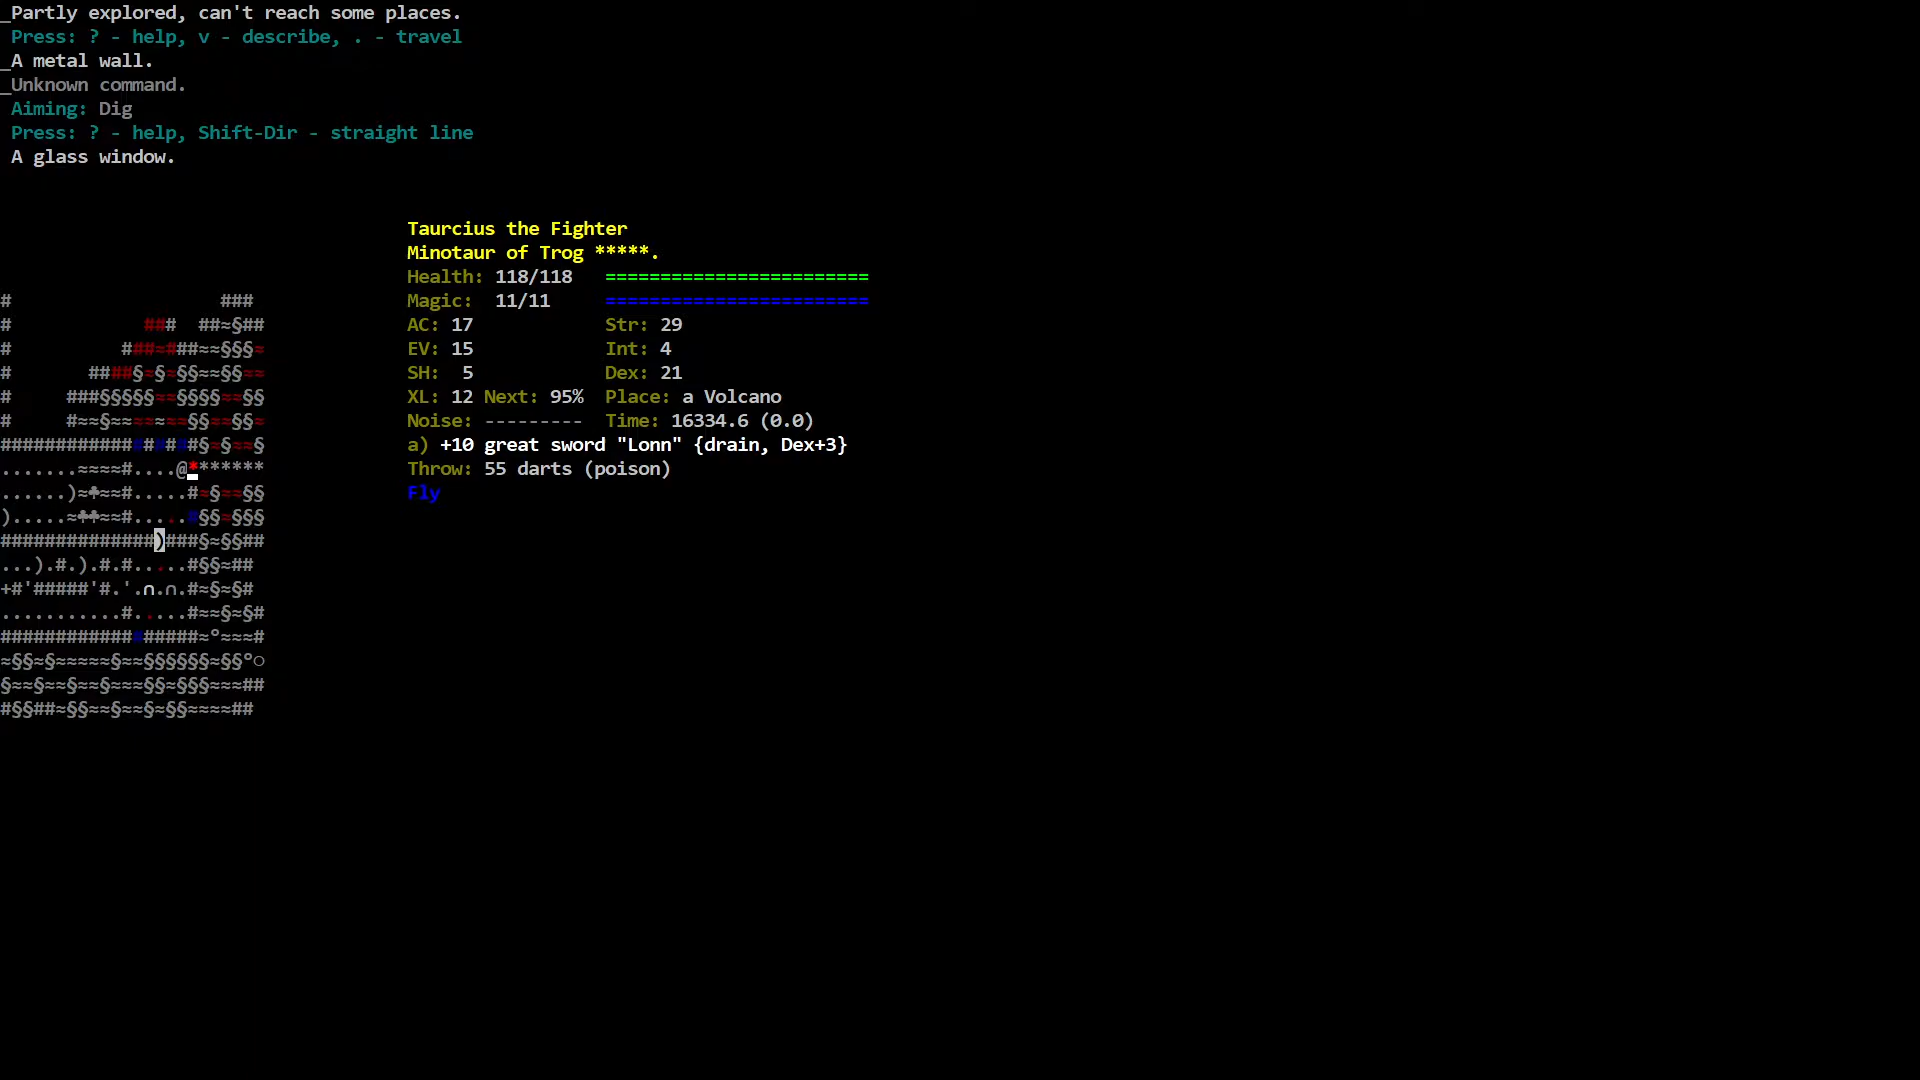 _Partly explored, can't reach some places.
Press: ? - help, v - describe, . - travel
_A metal wall.
_Unknown command.
Aiming: Dig
Press: ? - help, Shift-Dir - straight line
A glass window.
Taurcius the Fighter
Minotaur of Trog *****.
Health: 118/118 ========================
Magic: 11/11 ========================
AC: 17 Str: 29
EV: 15 Int: 4
SH: 5 Dex: 21
XL: 12 Next: 95% Place: a Volcano
Noise: --------- Time: 16334.6 (0.0)
a) +10 great sword "Lonn" {drain, Dex+3}
Throw: 55 darts (poison)
Fly
# ###
# ### ##≈§##
# ###≈###≈≈§§§≈
# ####§≈§≈§§≈≈§§≈≈
# ###§§§§§≈≈§§§§≈≈§§
# #≈≈§≈≈≈≈≈≈≈§§≈≈§§≈
##################§≈§≈≈§
.......≈≈≈≈#....@*******
......)≈♣≈≈#.....#≈§≈≈§§
).....≈♣♣≈≈#.....#§§≈§§§
##############)###§≈§§##
...).#.).#.#.....#§§≈##
+#'#####'#.'.∩.∩.#≈§≈§#
...........#.....#≈≈§≈§#
##################≈°≈≈≈#
≈§§≈§≈≈≈≈≈§≈≈§§§§§§≈§§°○
§≈≈§≈≈§≈≈§≈≈≈§§≈§§§≈≈≈##
#§§##≈§§≈≈§≈≈§≈§§≈≈≈≈##